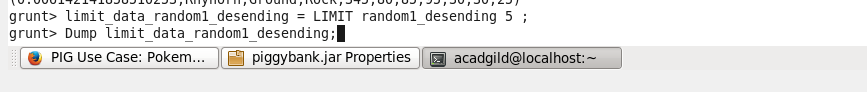 grunt> limit_data_random1_desending = LIMIT random1_desending 5 ;
grunt> Dump limit_data_random1_desending;
PIG Use Case: Pokem... piggybank.jar Properties acadgild@localhost:~